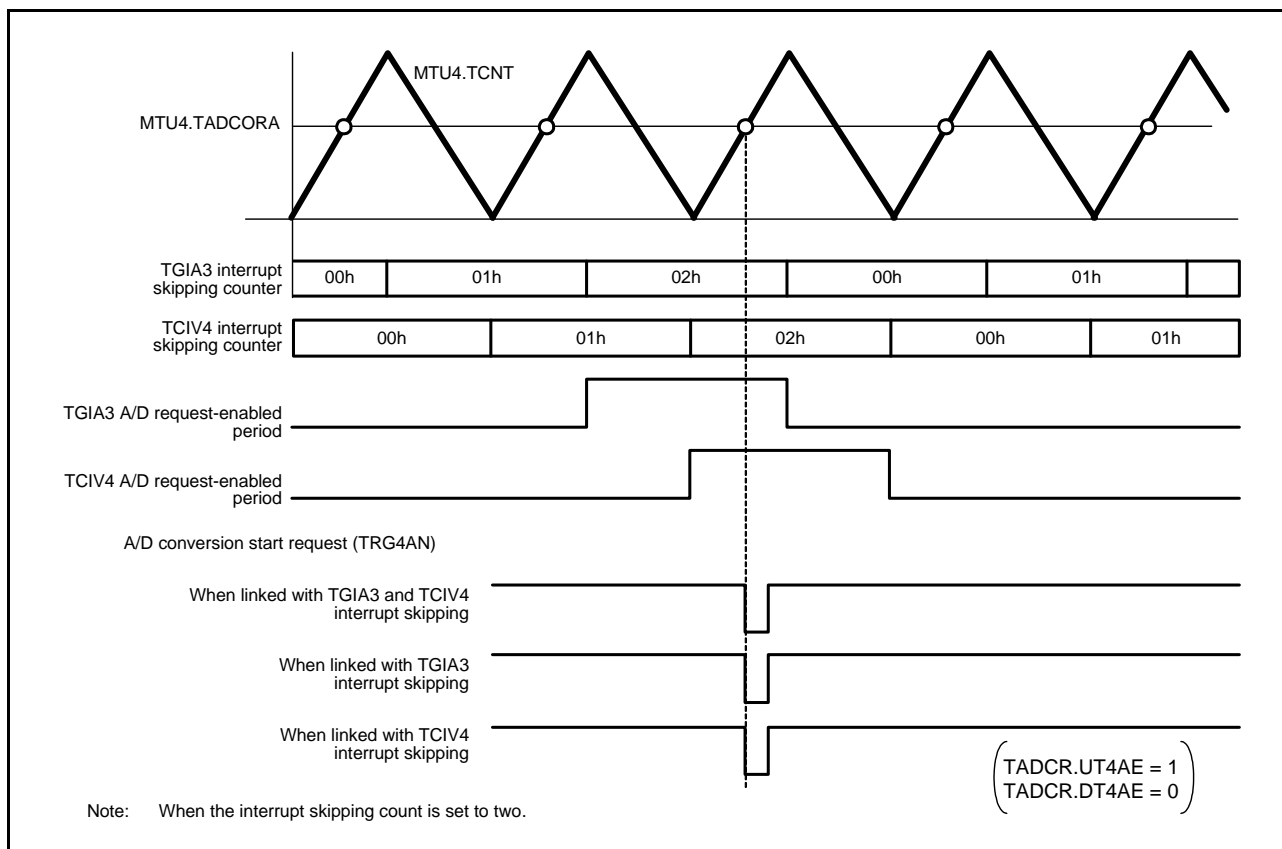 MTU4.TCNT
MTU4.TADCORA
TGIA3 interrupt
skipping counter
00h 01h 02h 00h 01h
TCIV4 interrupt
skipping counter
00h 01h 02h 00h 01h
TGIA3 A/D request-enabled
period
TCIV4 A/D request-enabled
period
A/D conversion start request (TRG4AN)
When linked with TGIA3 and TCIV4
interrupt skipping
When linked with TGIA3
interrupt skipping
When linked with TCIV4
interrupt skipping
TADCR.UT4AE = 1
TADCR.DT4AE = 0
Note: When the interrupt skipping count is set to two.